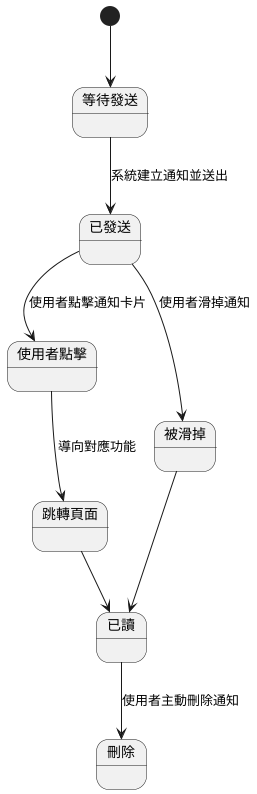 等待發送
系統建立通知並送出
已發送
使用者點擊通知卡片
使用者滑掉通知
使用者點擊
導向對應功能
被滑掉
跳轉頁面
已讀
使用者主動刪除通知
刪除